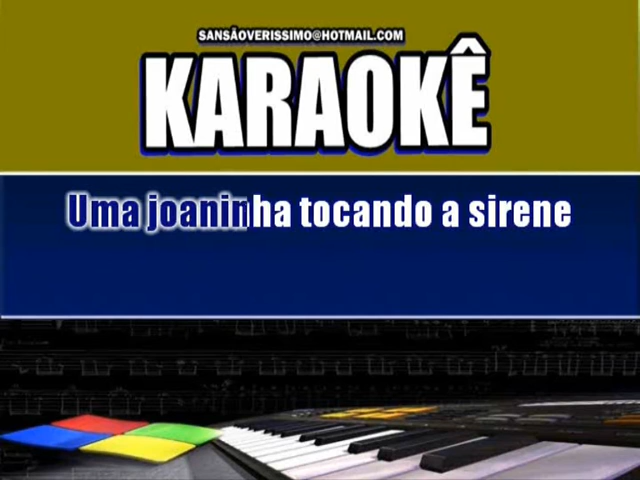 SANSÃOVERISSIMO@HOTMAIL.COM
KARAOKÊ
Uma joaninha tocando a sirene